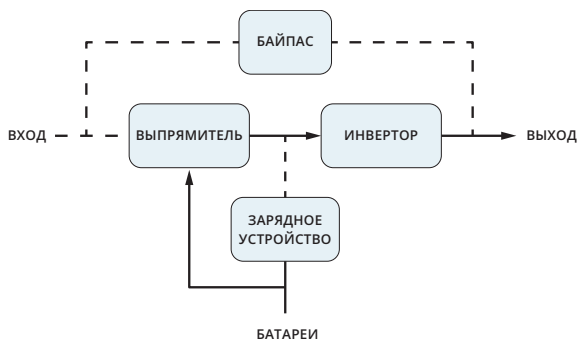 БАЙПАС
ВХОД
ВЫПРЯМИТЕЛЬ
ИНВЕРТОР
ВЫХОД
ЗАРЯДНОЕ
УСТРОЙСТВО
БАТАРЕИ